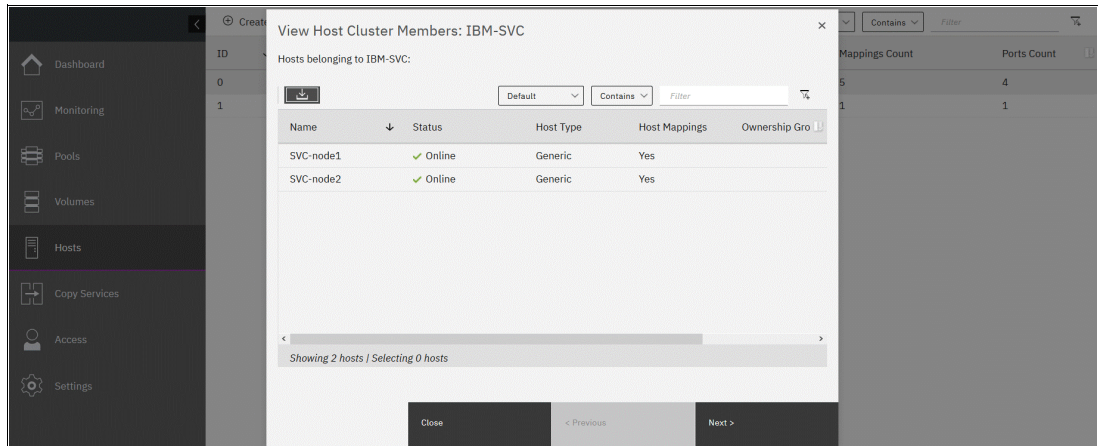 Create
Contains
Filter
ID
Mappings Count
Ports Count
0
5
4
1
1
1
Dashboard
Monitoring
Pools
Volumes
Hosts
Copy Services
Access
Settings
View Host Cluster Members: IBM-SVC
Hosts belonging to IBM-SVC:
Default
Contains
Filter
Name Status Host Type Host Mappings Ownership Gro
SVC-node1 Online Generic Yes
SVC-node2 Online Generic Yes
Showing 2 hosts | Selecting 0 hosts
Close < Previous Next >